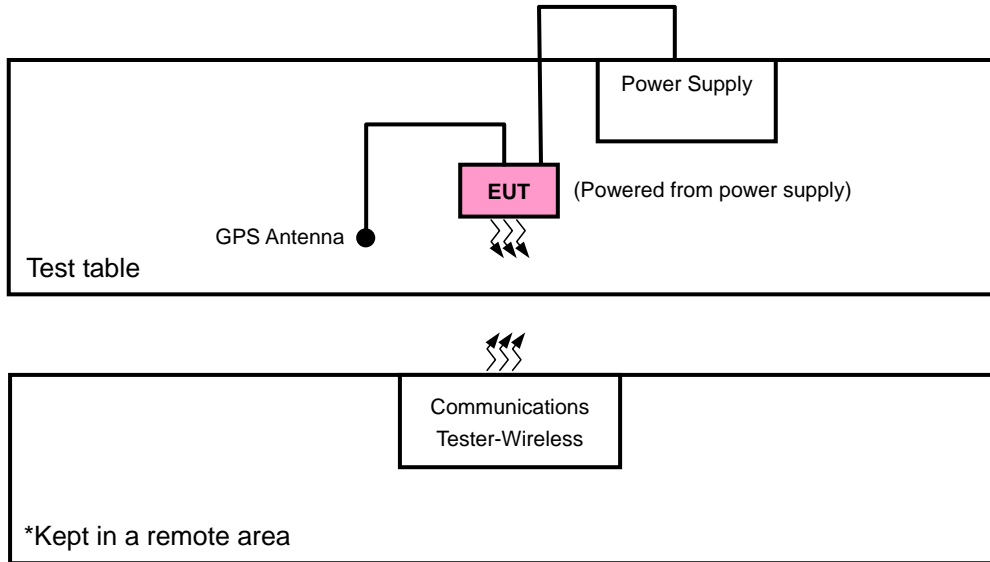 Power Supply
EUT
(Powered from power supply)
GPS Antenna
Test table
Communications
Tester-Wireless
*Kept in a remote area